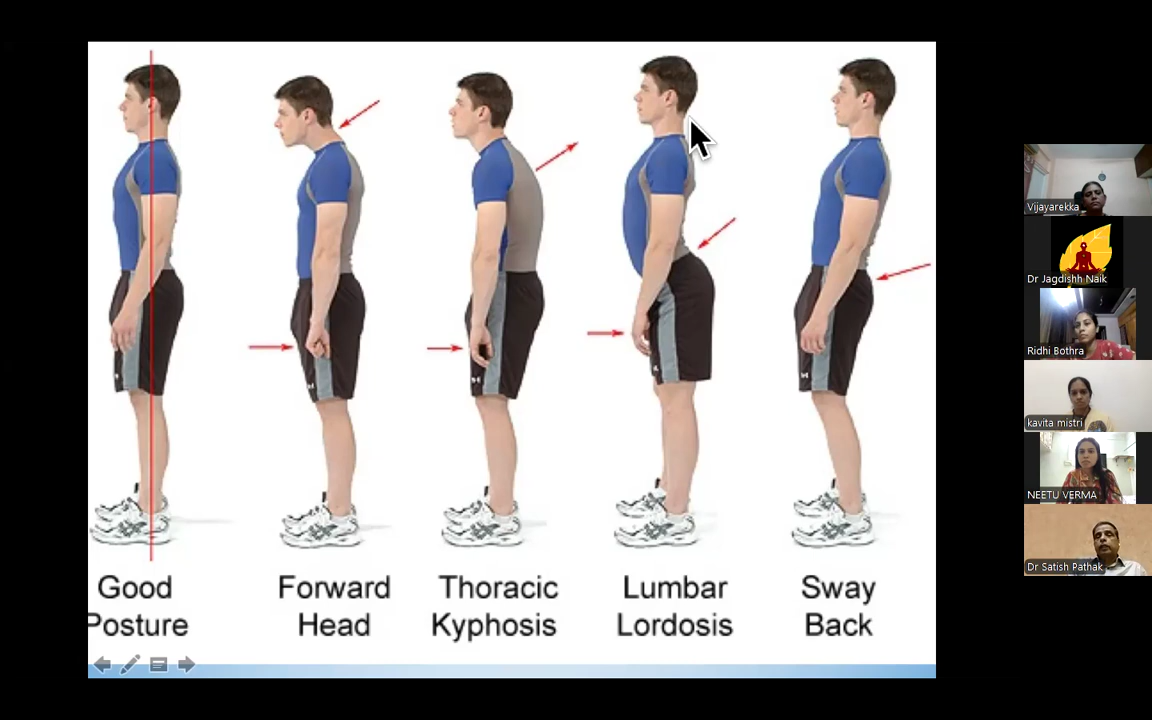 Good
Posture
Forward
Head
Thoracic
Kyphosis
Lumbar
Lordosis
Sway
Back
Vijayarekka
Dr Jagdishh Naik
Ridhi Bothra
kavita mistri
NEETU VERMA
Dr Satish Pathak